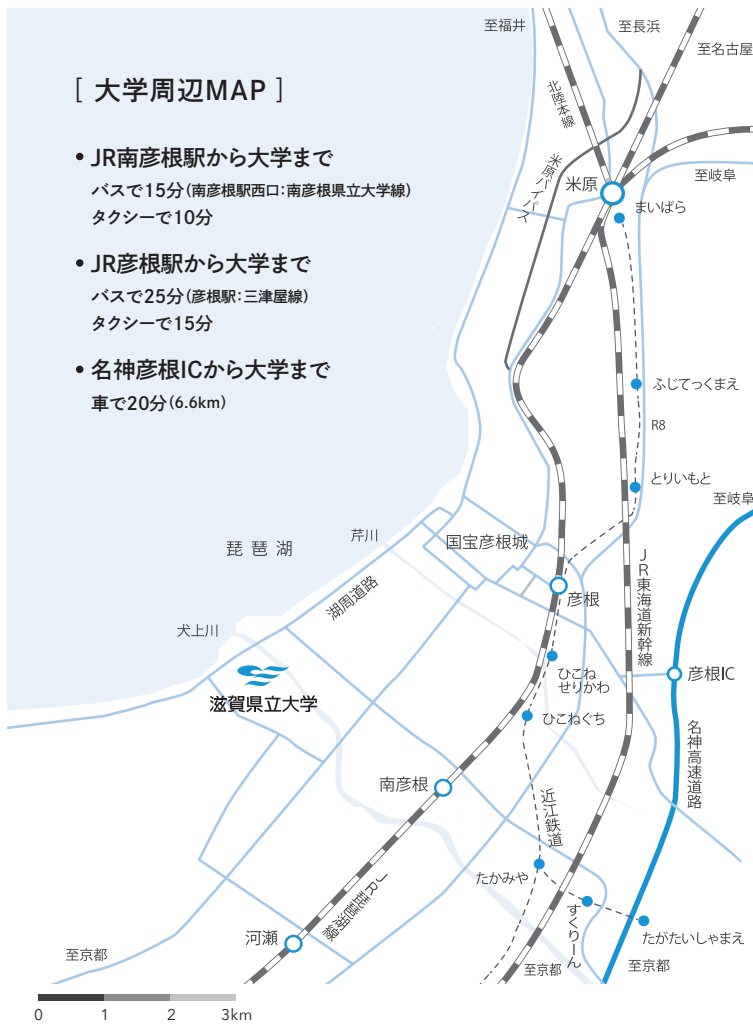 [ 大学周辺MAP ]
• JR南彦根駅から大学まで
バスで15分(南彦根駅西口:南彦根県立大学線)
タクシーで10分
• JR彦根駅から大学まで
バスで25分(彦根駅:三津屋線)
タクシーで15分
• 名神彦根ICから大学まで
車で20分(6.6km)
至福井
至長浜
至名古屋
北陸本線
米原バイパス
米原
至岐阜
まいばら
ふじてっくまえ
R8
とりいもと
至岐阜
芹川
国宝彦根城
琵琶湖
湖周道路
彦根
JR東海道新幹線
犬上川
滋賀県立大学
ひこね
せりかわ
彦根IC
ひこねぐち
名神高速道路
南彦根
近江鉄道
たかみや
JR琵琶湖線
すくりーん
河瀬
たがたいしゃまえ
至京都
至京都
至京都
0 1 2 3km